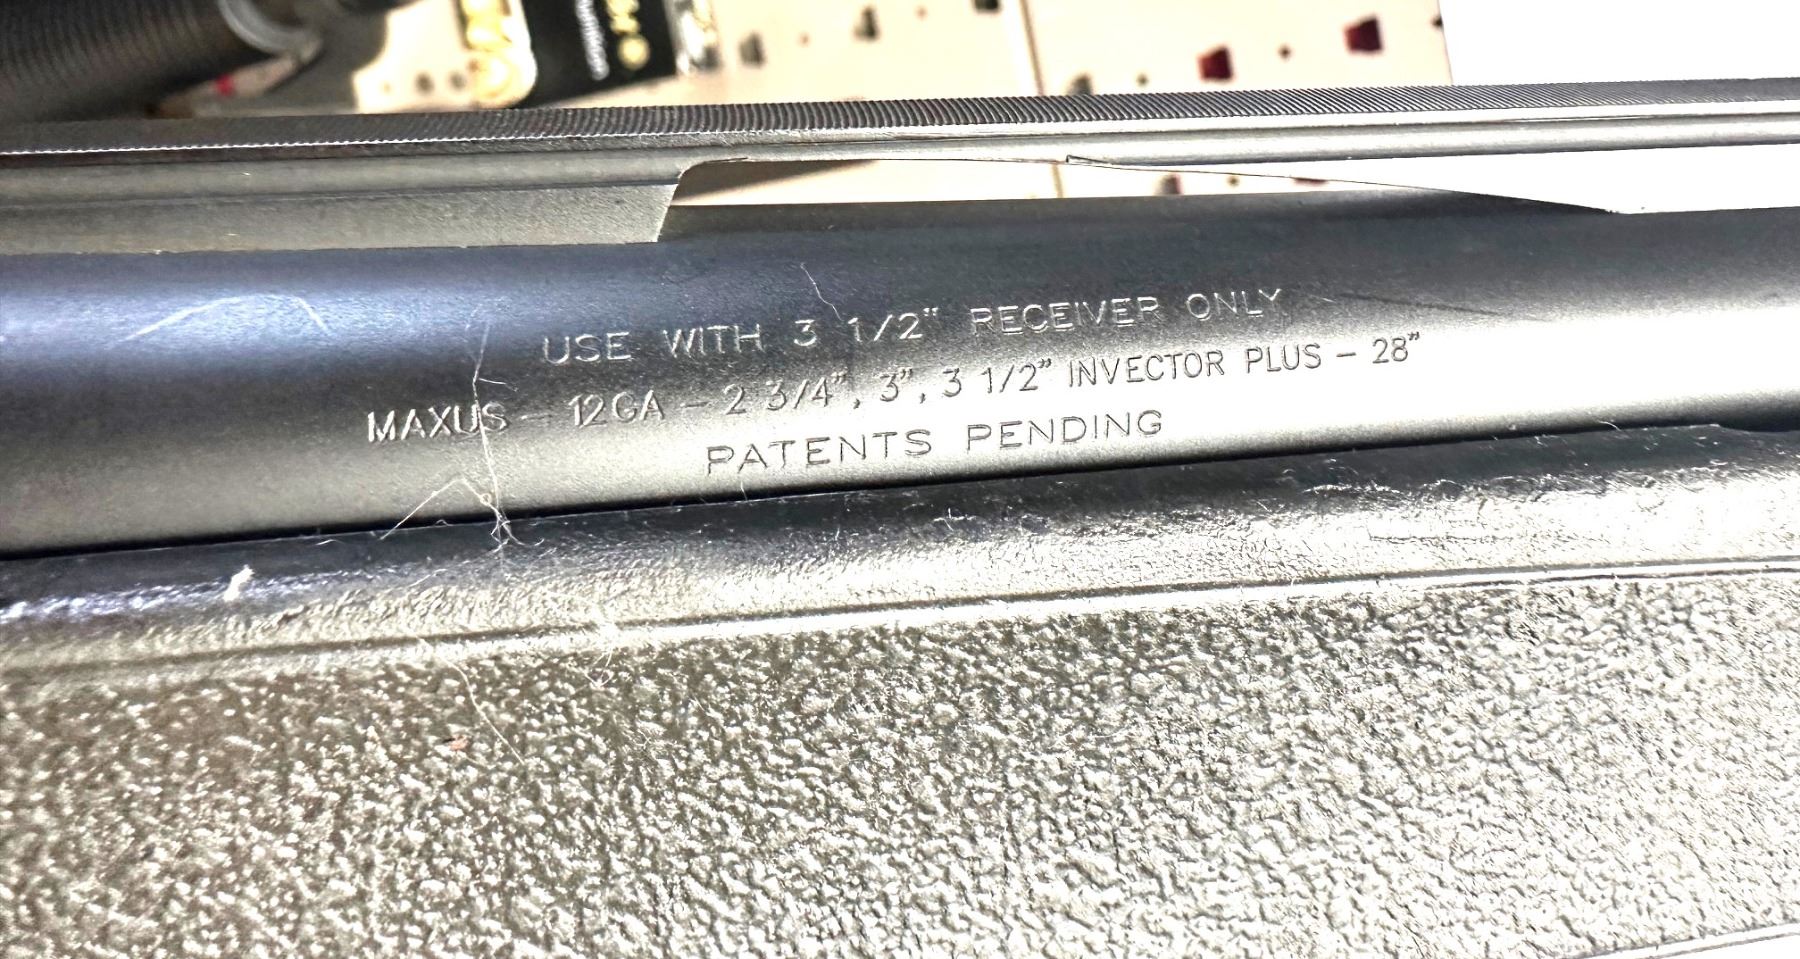 USE WITH 3 1/2" RECEIVER ONLY
MAXUS - 12GA - 2 3/4", 3", 3 1/2" INVECTOR PLUS - 28"
PATENTS PENDING